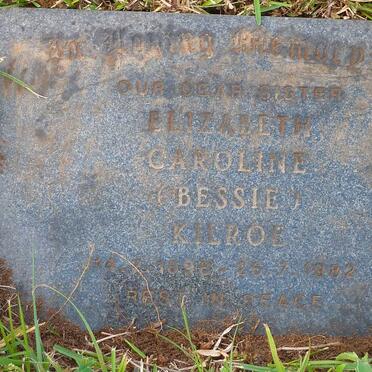 In Loving Memory
OUR DEAR SISTER
ELIZABETH
CAROLINE
(BESSIE)
KILROE
REST IN PEACE